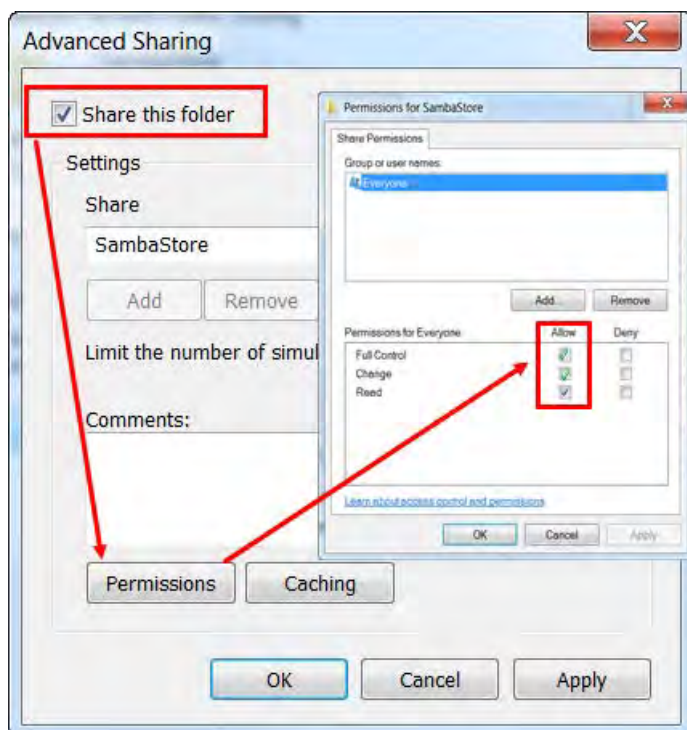 Advanced Sharing
Share this folder
Settings
Share
SambaStore
Add
Remove
Limit the number of simul
Comments:
Permissions
Caching
OK
Cancel
Apply
Permissions for SambaStore
Share Permissions
Group or user names:
Everyone
Add...
Remove
Permissions for Everyone
Allow
Deny
Full Control
Change
Read
Learn about access control and permissions
OK
Cancel
Apply